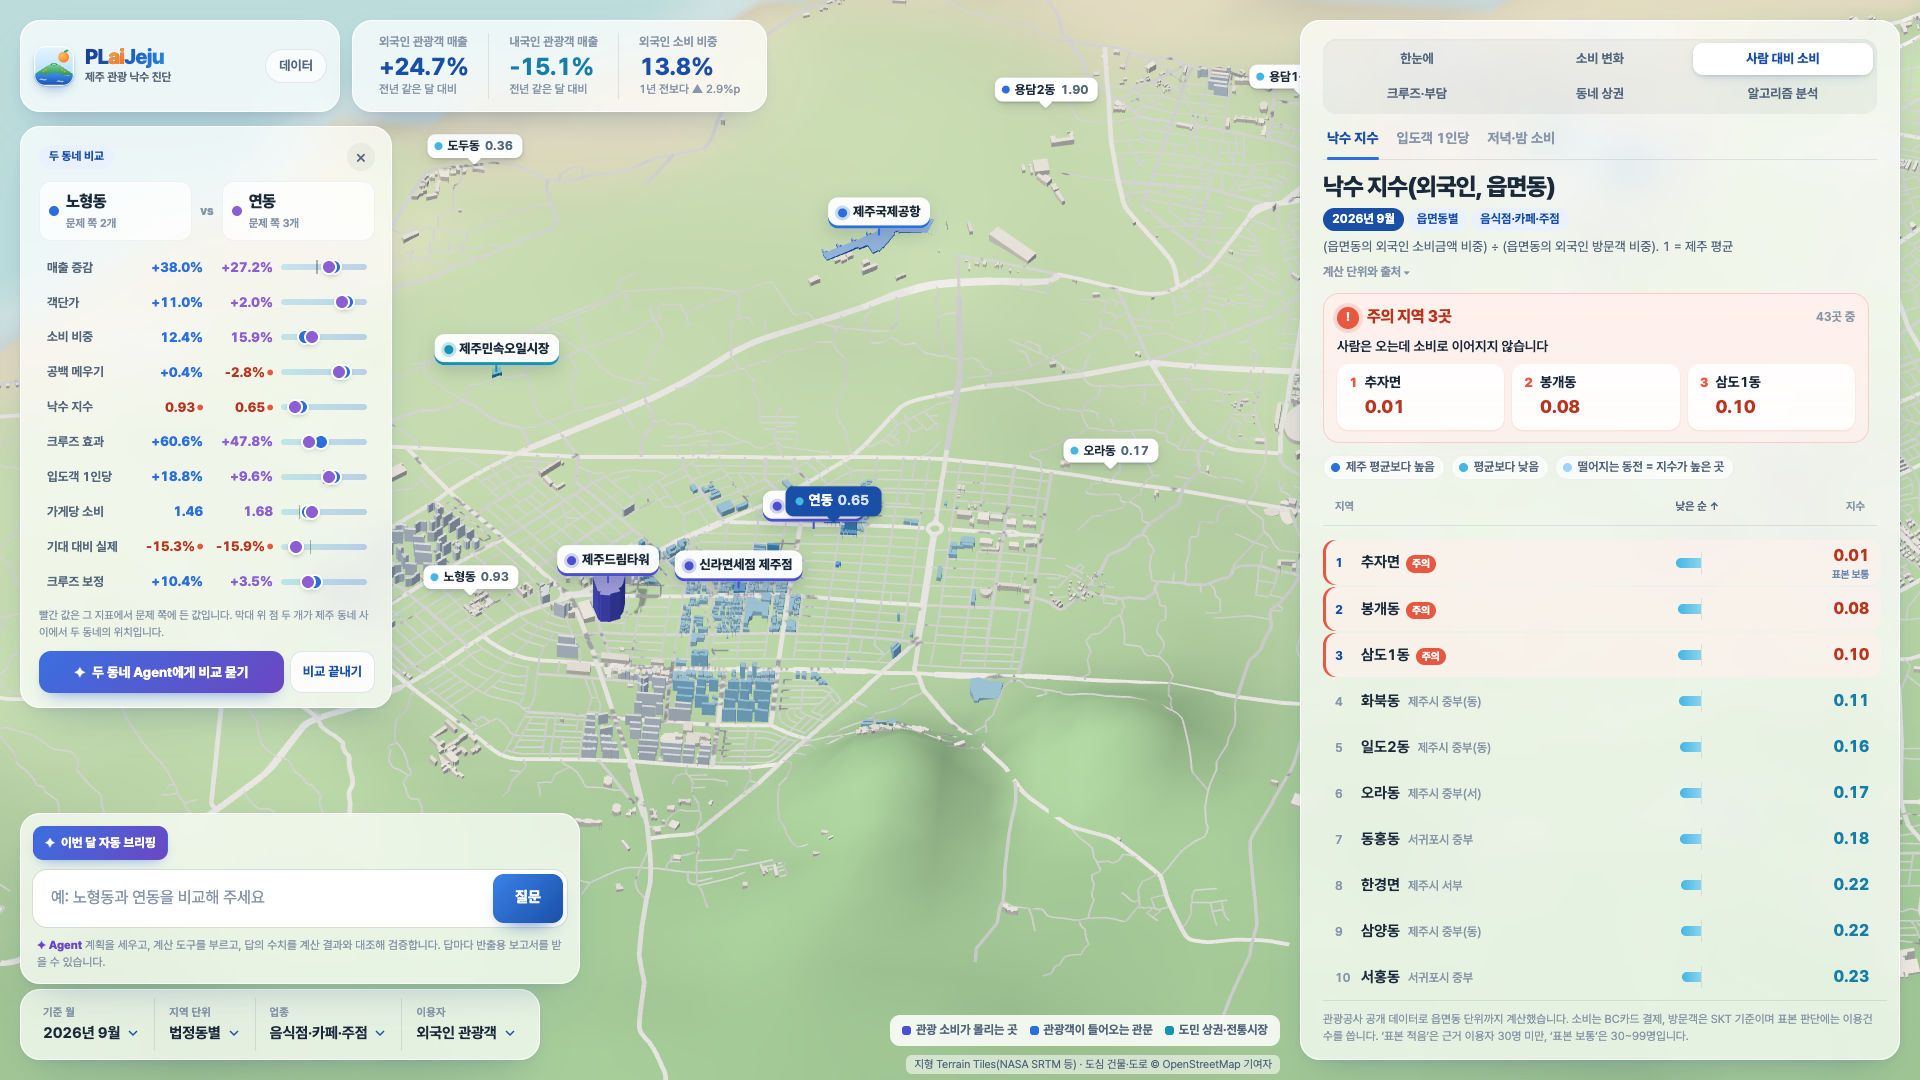 PLaiJeju
제주 관광 낙수 진단
데이터
외국인 관광객 매출
+24.7%
전년 같은 달 대비
내국인 관광객 매출
-15.1%
전년 같은 달 대비
외국인 소비 비중
13.8%
1년 전보다 ▲ 2.9%p
두 동네 비교
×
노형동
문제 쪽 2개
vs
연동
문제 쪽 3개
매출 증감 +38.0% +27.2%
객단가 +11.0% +2.0%
소비 비중 12.4% 15.9%
공백 메우기 +0.4% -2.8%
낙수 지수 0.93 0.65
크루즈 효과 +60.6% +47.8%
입도객 1인당 +18.8% +9.6%
가게당 소비 1.46 1.68
기대 대비 실제 -15.3% -15.9%
크루즈 보정 +10.4% +3.5%
빨간 값은 그 지표에서 문제 쪽에 든 값입니다. 막대 위 점 두 개가 제주 동네 사
이에서 두 동네의 위치입니다.
✦ 두 동네 Agent에게 비교 묻기
비교 끝내기
✦ 이번 달 자동 브리핑
예: 노형동과 연동을 비교해 주세요
질문
✦ Agent 계획을 세우고, 계산 도구를 부르고, 답의 수치를 계산 결과와 대조해 검증합니다. 답마다 반출용 보고서를 받
을 수 있습니다.
기준 월
2026년 9월
지역 단위
법정동별
업종
음식점·카페·주점
이용자
외국인 관광객
도두동 0.36
용담2동 1.90
용담1
제주국제공항
제주민속오일시장
오라동 0.17
연동 0.65
제주드림타워
신라면세점 제주점
노형동 0.93
관광 소비가 몰리는 곳
관광객이 들어오는 관문
도민 상권·전통시장
지형 Terrain Tiles(NASA SRTM 등) · 도심 건물·도로 © OpenStreetMap 기여자
한눈에
소비 변화
사람 대비 소비
크루즈·부담
동네 상권
알고리즘 분석
낙수 지수
입도객 1인당
저녁·밤 소비
낙수 지수(외국인, 읍면동)
2026년 9월
읍면동별
음식점·카페·주점
(읍면동의 외국인 소비금액 비중) ÷ (읍면동의 외국인 방문객 비중). 1 = 제주 평균
계산 단위와 출처
! 주의 지역 3곳
43곳 중
사람은 오는데 소비로 이어지지 않습니다
1 추자면
0.01
2 봉개동
0.08
3 삼도1동
0.10
제주 평균보다 높음
평균보다 낮음
떨어지는 동전 = 지수가 높은 곳
지역 낮은 순 ↑ 지수
1 추자면 주의 0.01
표본 보통
2 봉개동 주의 0.08
3 삼도1동 주의 0.10
4 화북동 제주시 중부(동) 0.11
5 일도2동 제주시 중부(동) 0.16
6 오라동 제주시 중부(서) 0.17
7 동홍동 서귀포시 중부 0.18
8 한경면 제주시 서부 0.22
9 삼양동 제주시 중부(동) 0.22
10 서홍동 서귀포시 중부 0.23
관광공사 공개 데이터로 읍면동 단위까지 계산했습니다. 소비는 BC카드 결제, 방문객은 SKT 기준이며 표본 판단에는 이용건
수를 씁니다. '표본 적음'은 근거 이용자 30명 미만, '표본 보통'은 30~99명입니다.